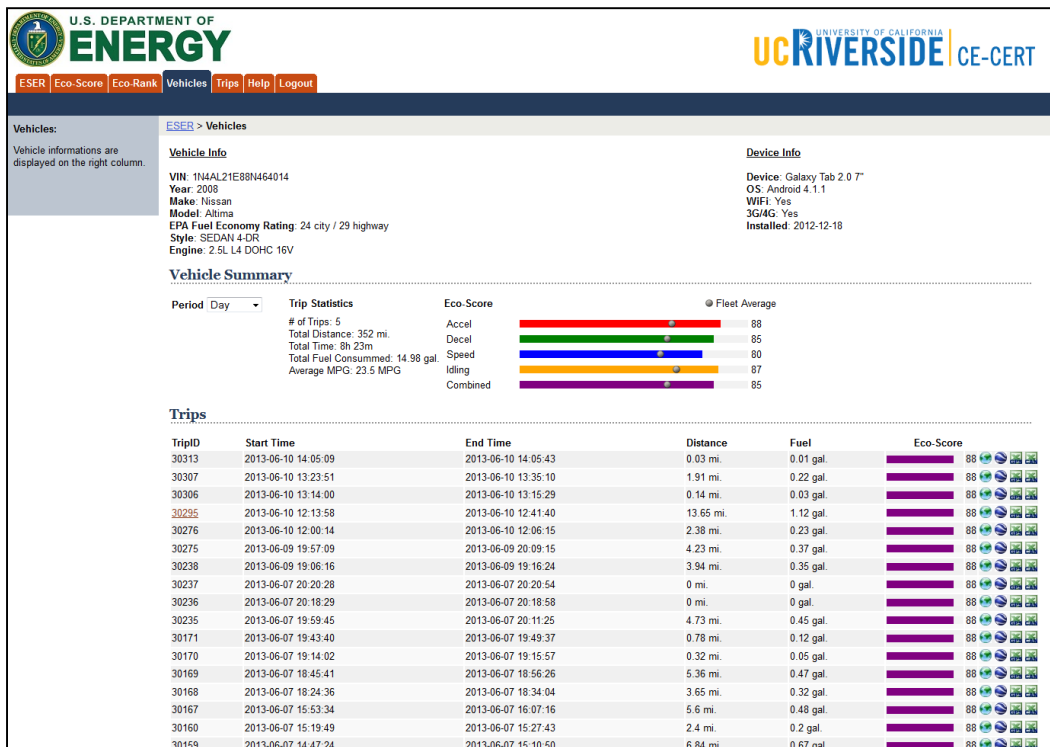 U.S. DEPARTMENT OF
ENERGY
UNIVERSITY OF CALIFORNIA
UCRIVERSIDE CE-CERT
ESER Eco-Score Eco-Rank Vehicles Trips Help Logout
Vehicles:
Vehicle informations are
displayed on the right column.
ESER > Vehicles
Vehicle Info
VIN: 1N4AL21E88N464014
Year: 2008
Make: Nissan
Model: Altima
EPA Fuel Economy Rating: 24 city / 29 highway
Style: SEDAN 4-DR
Engine: 2.5L L4 DOHC 16V
Device Info
Device: Galaxy Tab 2.0 7"
OS: Android 4.1.1
WiFi: Yes
3G/4G: Yes
Installed: 2012-12-18
Vehicle Summary
Period Day
Trip Statistics
# of Trips: 5
Total Distance: 352 mi.
Total Time: 8h 23m
Total Fuel Consummed: 14.98 gal.
Average MPG: 23.5 MPG
Eco-Score Fleet Average
Accel 88
Decel 85
Speed 80
Idling 87
Combined 85
Trips
TripID Start Time End Time Distance Fuel Eco-Score
30313 2013-06-10 14:05:09 2013-06-10 14:05:43 0.03 mi. 0.01 gal. 88
30307 2013-06-10 13:23:51 2013-06-10 13:35:10 1.91 mi. 0.22 gal. 88
30306 2013-06-10 13:14:00 2013-06-10 13:15:29 0.14 mi. 0.03 gal. 88
30295 2013-06-10 12:13:58 2013-06-10 12:41:40 13.65 mi. 1.12 gal. 88
30276 2013-06-10 12:00:14 2013-06-10 12:06:15 2.38 mi. 0.23 gal. 88
30275 2013-06-09 19:57:09 2013-06-09 20:09:15 4.23 mi. 0.37 gal. 88
30238 2013-06-09 19:06:16 2013-06-09 19:16:24 3.94 mi. 0.35 gal. 88
30237 2013-06-07 20:20:28 2013-06-07 20:20:54 0 mi. 0 gal. 88
30236 2013-06-07 20:18:29 2013-06-07 20:18:58 0 mi. 0 gal. 88
30235 2013-06-07 19:59:45 2013-06-07 20:11:25 4.73 mi. 0.45 gal. 88
30171 2013-06-07 19:43:40 2013-06-07 19:49:37 0.78 mi. 0.12 gal. 88
30170 2013-06-07 19:14:02 2013-06-07 19:15:57 0.32 mi. 0.05 gal. 88
30169 2013-06-07 18:45:41 2013-06-07 18:56:26 5.36 mi. 0.47 gal. 88
30168 2013-06-07 18:24:36 2013-06-07 18:34:04 3.65 mi. 0.32 gal. 88
30167 2013-06-07 15:53:34 2013-06-07 16:07:16 5.6 mi. 0.48 gal. 88
30160 2013-06-07 15:19:49 2013-06-07 15:27:43 2.4 mi. 0.2 gal. 88
30159 2013-06-07 14:47:24 2013-06-07 15:10:50 6.84 mi. 0.67 gal. 88